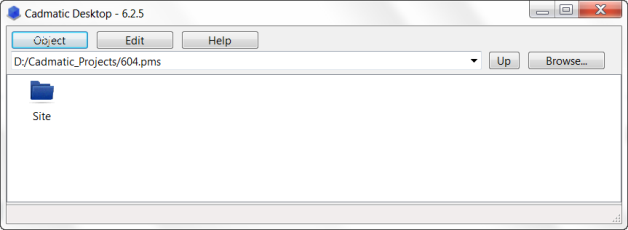 Cadmatic Desktop - 6.2.5
Object Edit Help
D:/Cadmatic_Projects/604.pms Up Browse...
Site